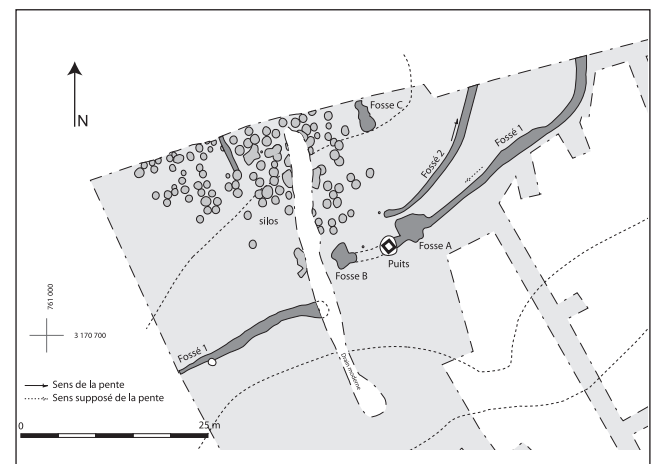 N
Fosse C
Fossé 2
Fossé 1
silos
Fosse A
Puits
Fosse B
761 000
3 170 700
Fossé 1
Drain moderne
Sens de la pente
Sens supposé de la pente
0
25 m